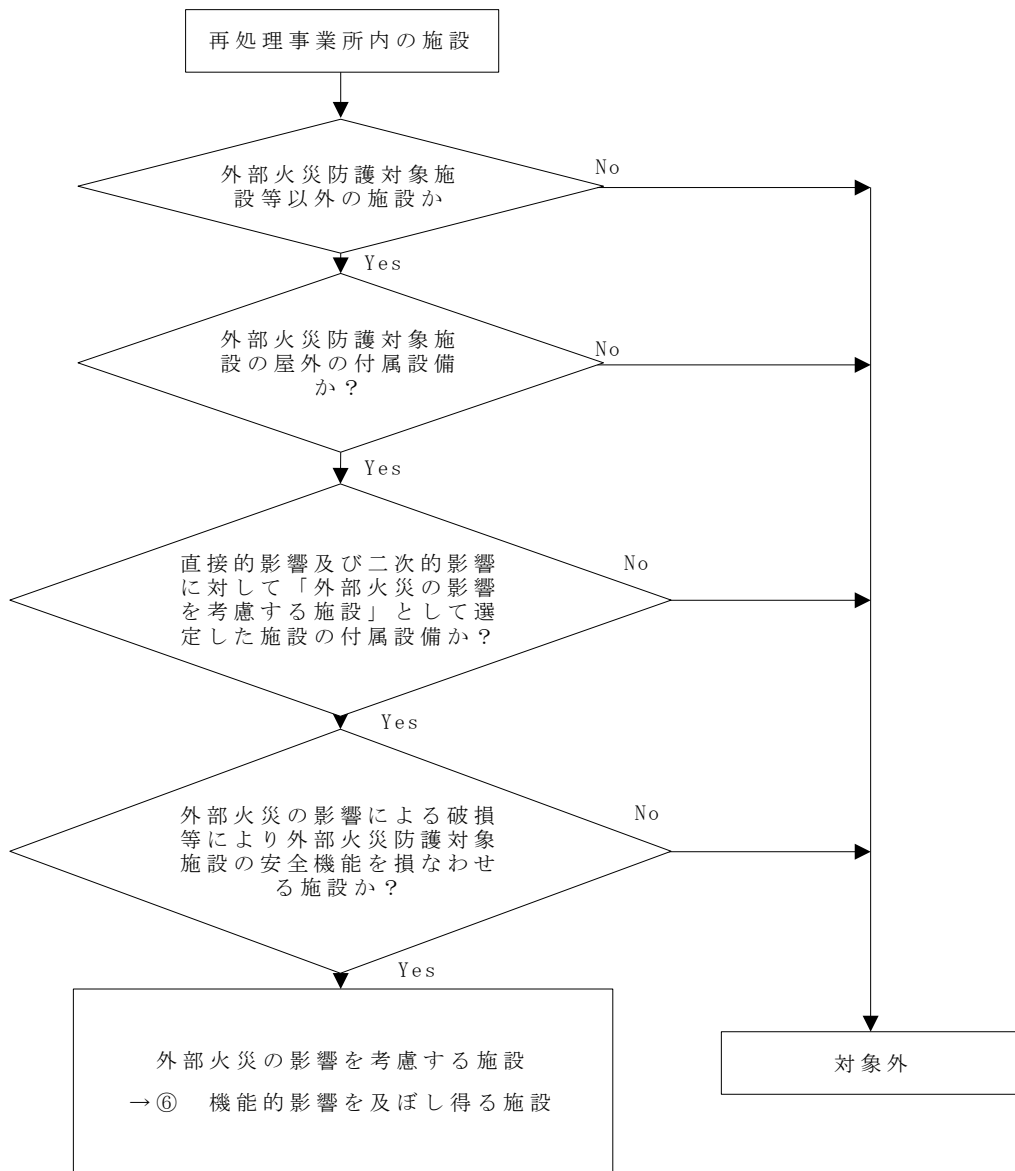 再処理事業所内の施設
外部火災防護対象施
設等以外の施設か
No
Yes
外部火災防護対象施
設の屋外の付属設備
か？
No
Yes
直接的影響及び二次的影響
に対して「外部火災の影響
を考慮する施設」として選
定した施設の付属設備か？
No
Yes
外部火災の影響による破損
等により外部火災防護対象
施設の安全機能を損なわせ
る施設か？
No
Yes
外部火災の影響を考慮する施設
→⑥　機能的影響を及ぼし得る施設
対象外